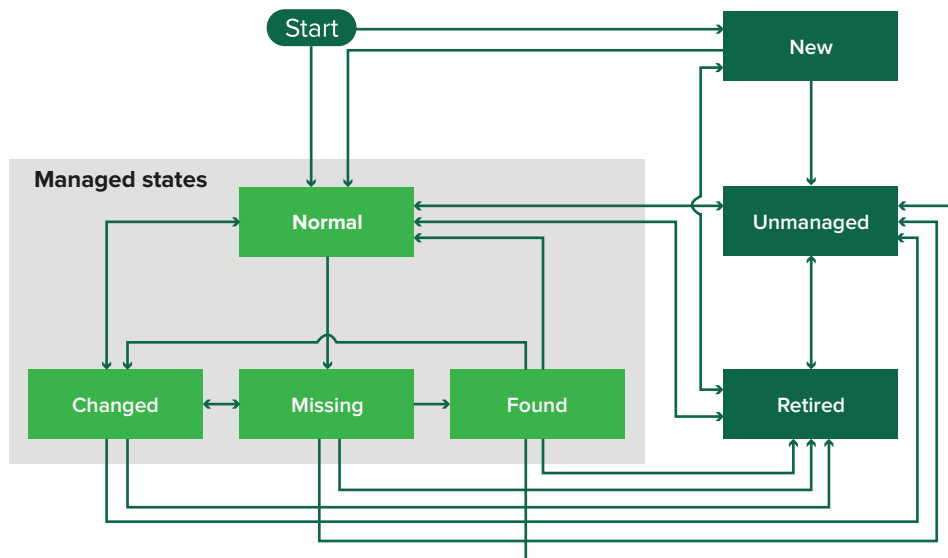 Start
New
Managed states
Normal
Unmanaged
Changed
Missing
Found
Retired